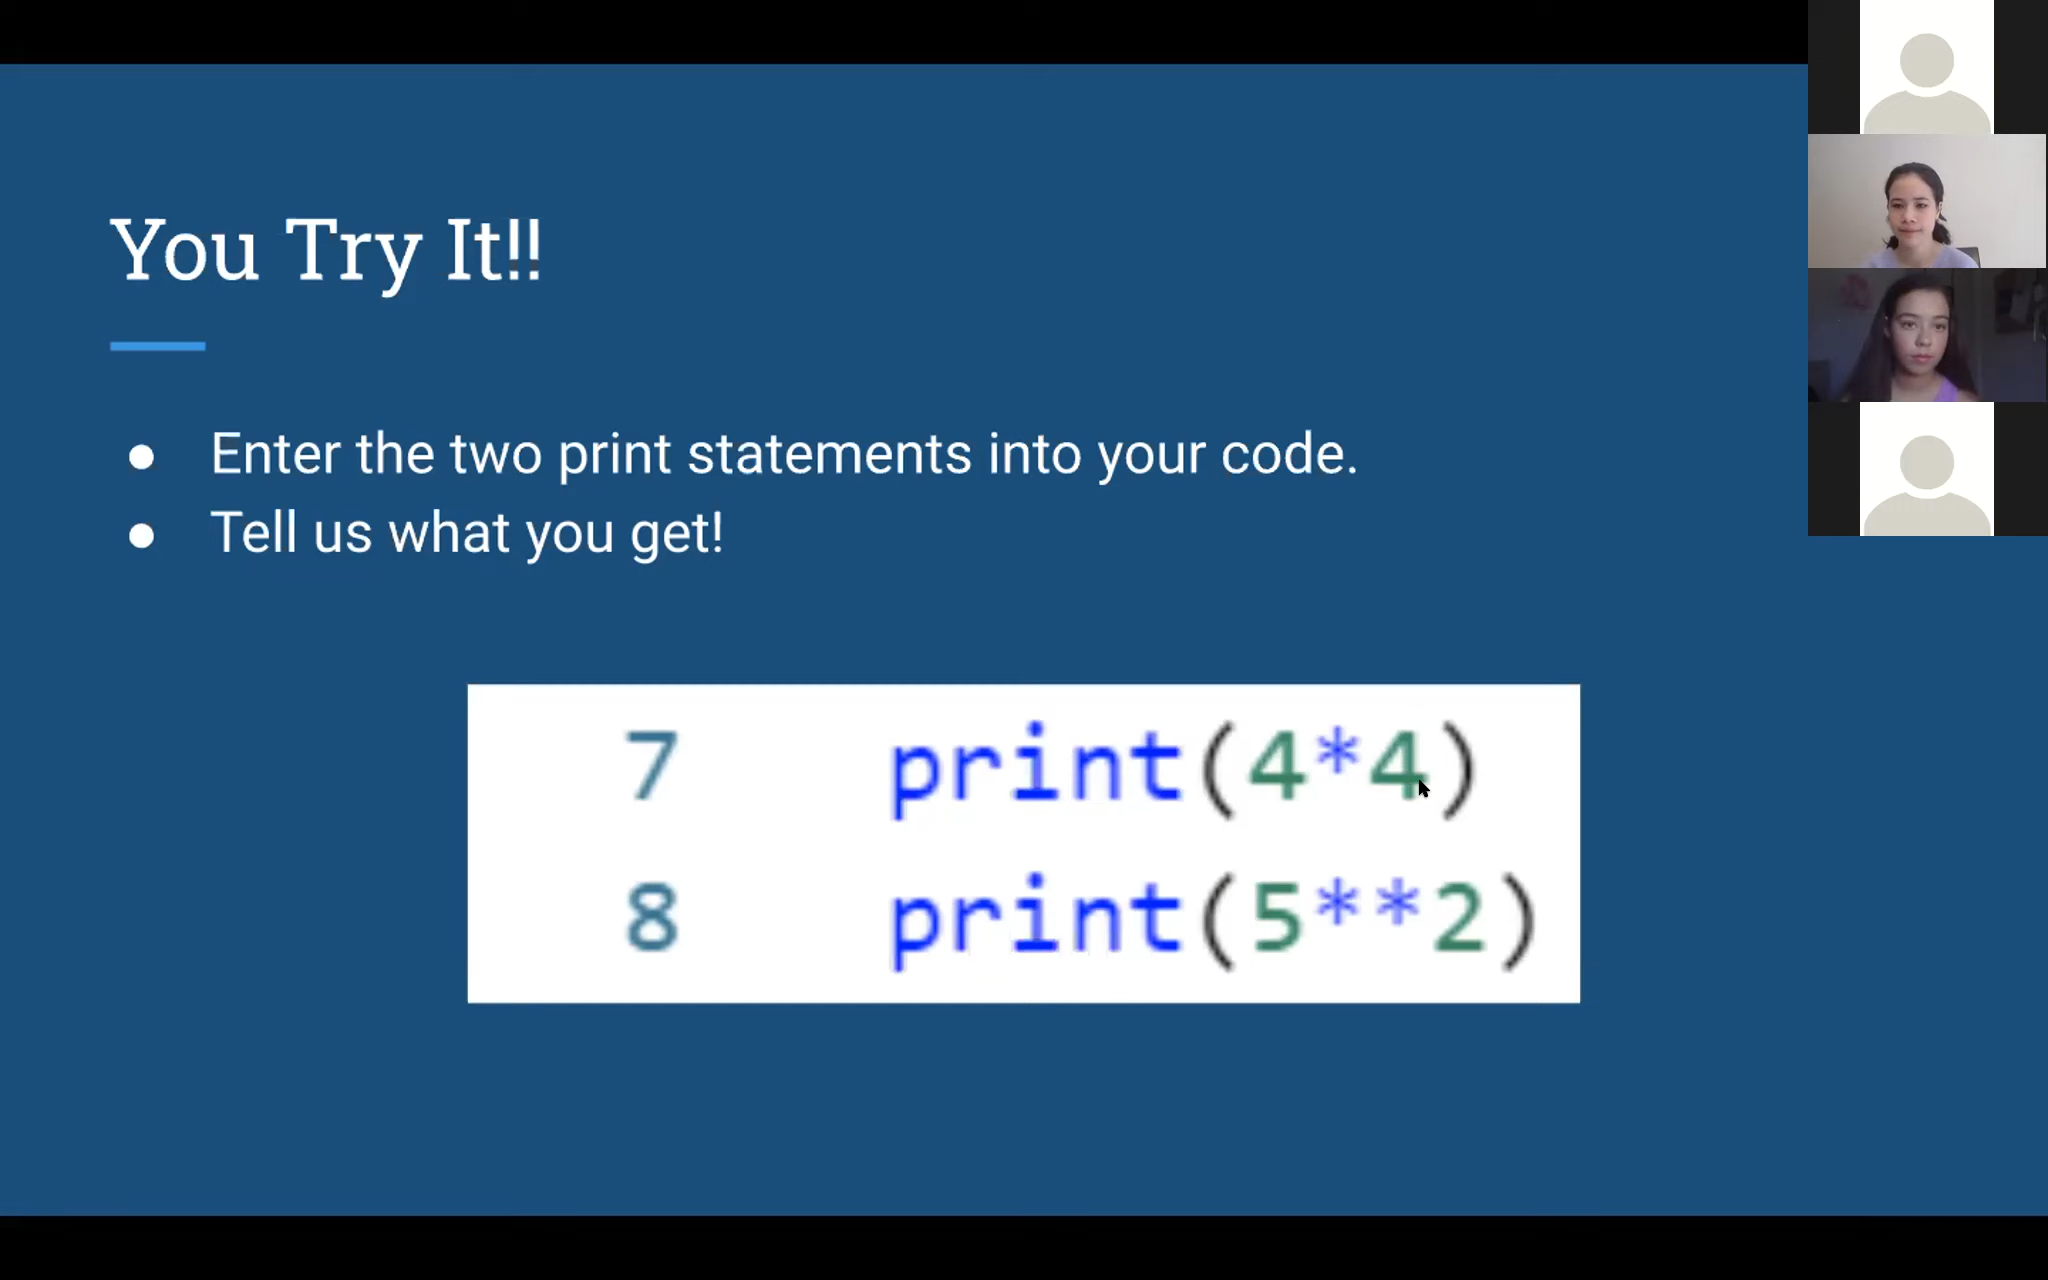 You Try It!!
● Enter the two print statements into your code.
● Tell us what you get!
7 print(4*4)
8 print(5**2)